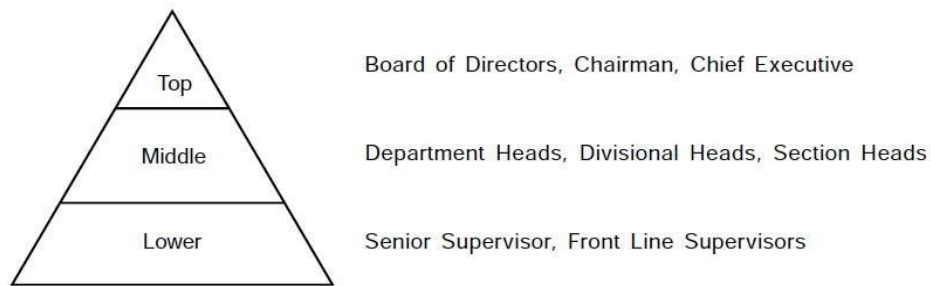 Top
Board of Directors, Chairman, Chief Executive
Middle
Department Heads, Divisional Heads, Section Heads
Lower
Senior Supervisor, Front Line Supervisors